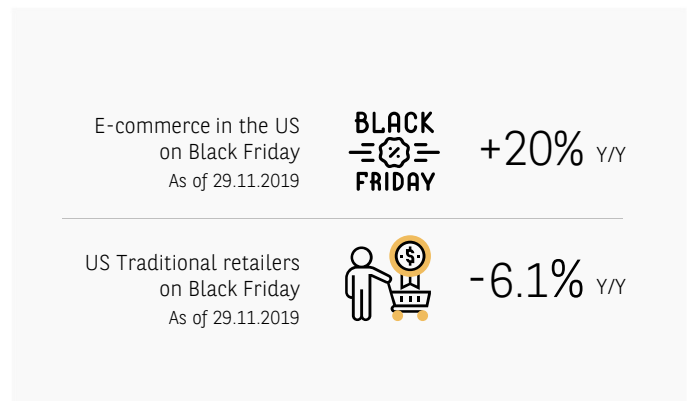 E-commerce in the US
on Black Friday
As of 29.11.2019
BLACK
%
FRIDAY
+20% Y/Y
US Traditional retailers
on Black Friday
As of 29.11.2019
$
-6.1% Y/Y